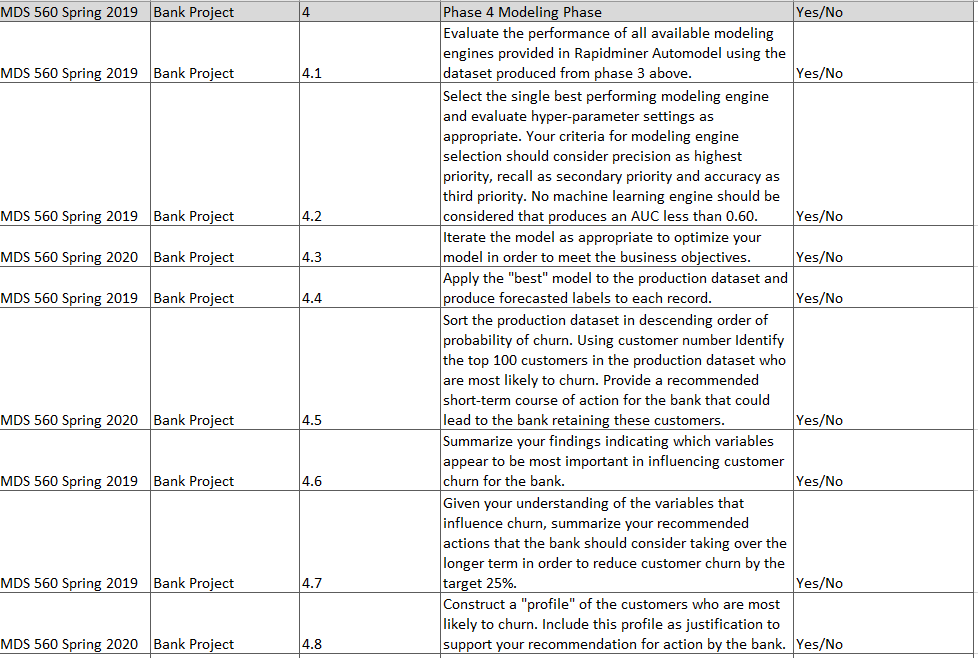 MDS 560 Spring 2019 Bank Project 4 Phase 4 Modeling Phase Yes/No
Evaluate the performance of all available modeling
engines provided in Rapidminer Automodel using the
MDS 560 Spring 2019 Bank Project 4.1 dataset produced from phase 3 above. Yes/No
Select the single best performing modeling engine
and evaluate hyper-parameter settings as
appropriate. Your criteria for modeling engine
selection should consider precision as highest
priority, recall as secondary priority and accuracy as
third priority. No machine learning engine should be
MDS 560 Spring 2019 Bank Project 4.2 considered that produces an AUC less than 0.60. Yes/No
Iterate the model as appropriate to optimize your
MDS 560 Spring 2020 Bank Project 4.3 model in order to meet the business objectives. Yes/No
Apply the "best" model to the production dataset and
MDS 560 Spring 2019 Bank Project 4.4 produce forecasted labels to each record. Yes/No
Sort the production dataset in descending order of
probability of churn. Using customer number Identify
the top 100 customers in the production dataset who
are most likely to churn. Provide a recommended
short-term course of action for the bank that could
MDS 560 Spring 2020 Bank Project 4.5 lead to the bank retaining these customers. Yes/No
Summarize your findings indicating which variables
appear to be most important in influencing customer
MDS 560 Spring 2019 Bank Project 4.6 churn for the bank. Yes/No
Given your understanding of the variables that
influence churn, summarize your recommended
actions that the bank should consider taking over the
longer term in order to reduce customer churn by the
MDS 560 Spring 2019 Bank Project 4.7 target 25%. Yes/No
Construct a "profile" of the customers who are most
likely to churn. Include this profile as justification to
MDS 560 Spring 2020 Bank Project 4.8 support your recommendation for action by the bank. Yes/No